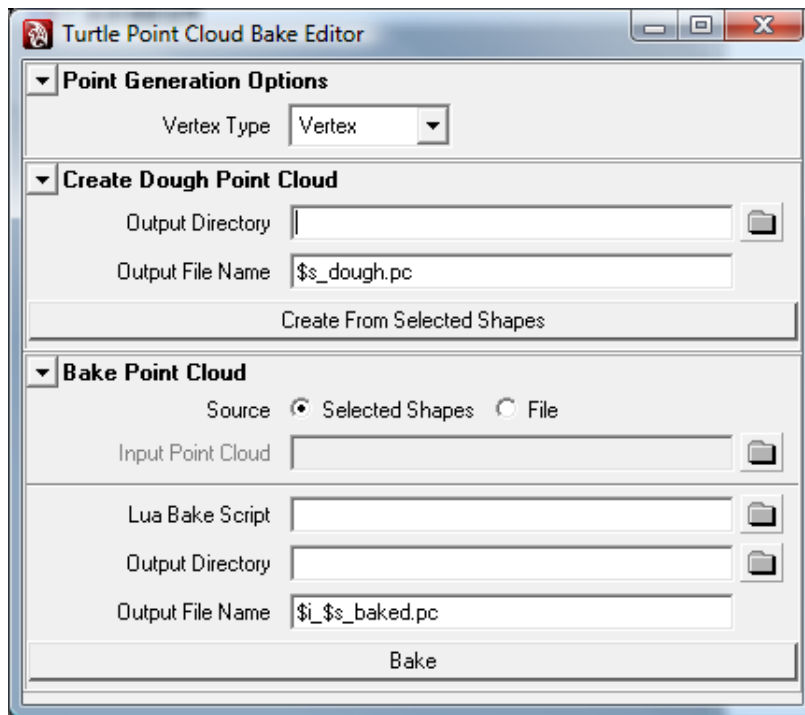 Turtle Point Cloud Bake Editor
Point Generation Options
Vertex Type Vertex
Create Dough Point Cloud
Output Directory
Output File Name $s_dough.pc
Create From Selected Shapes
Bake Point Cloud
Source Selected Shapes File
Input Point Cloud
Lua Bake Script
Output Directory
Output File Name $i_$s_baked.pc
Bake